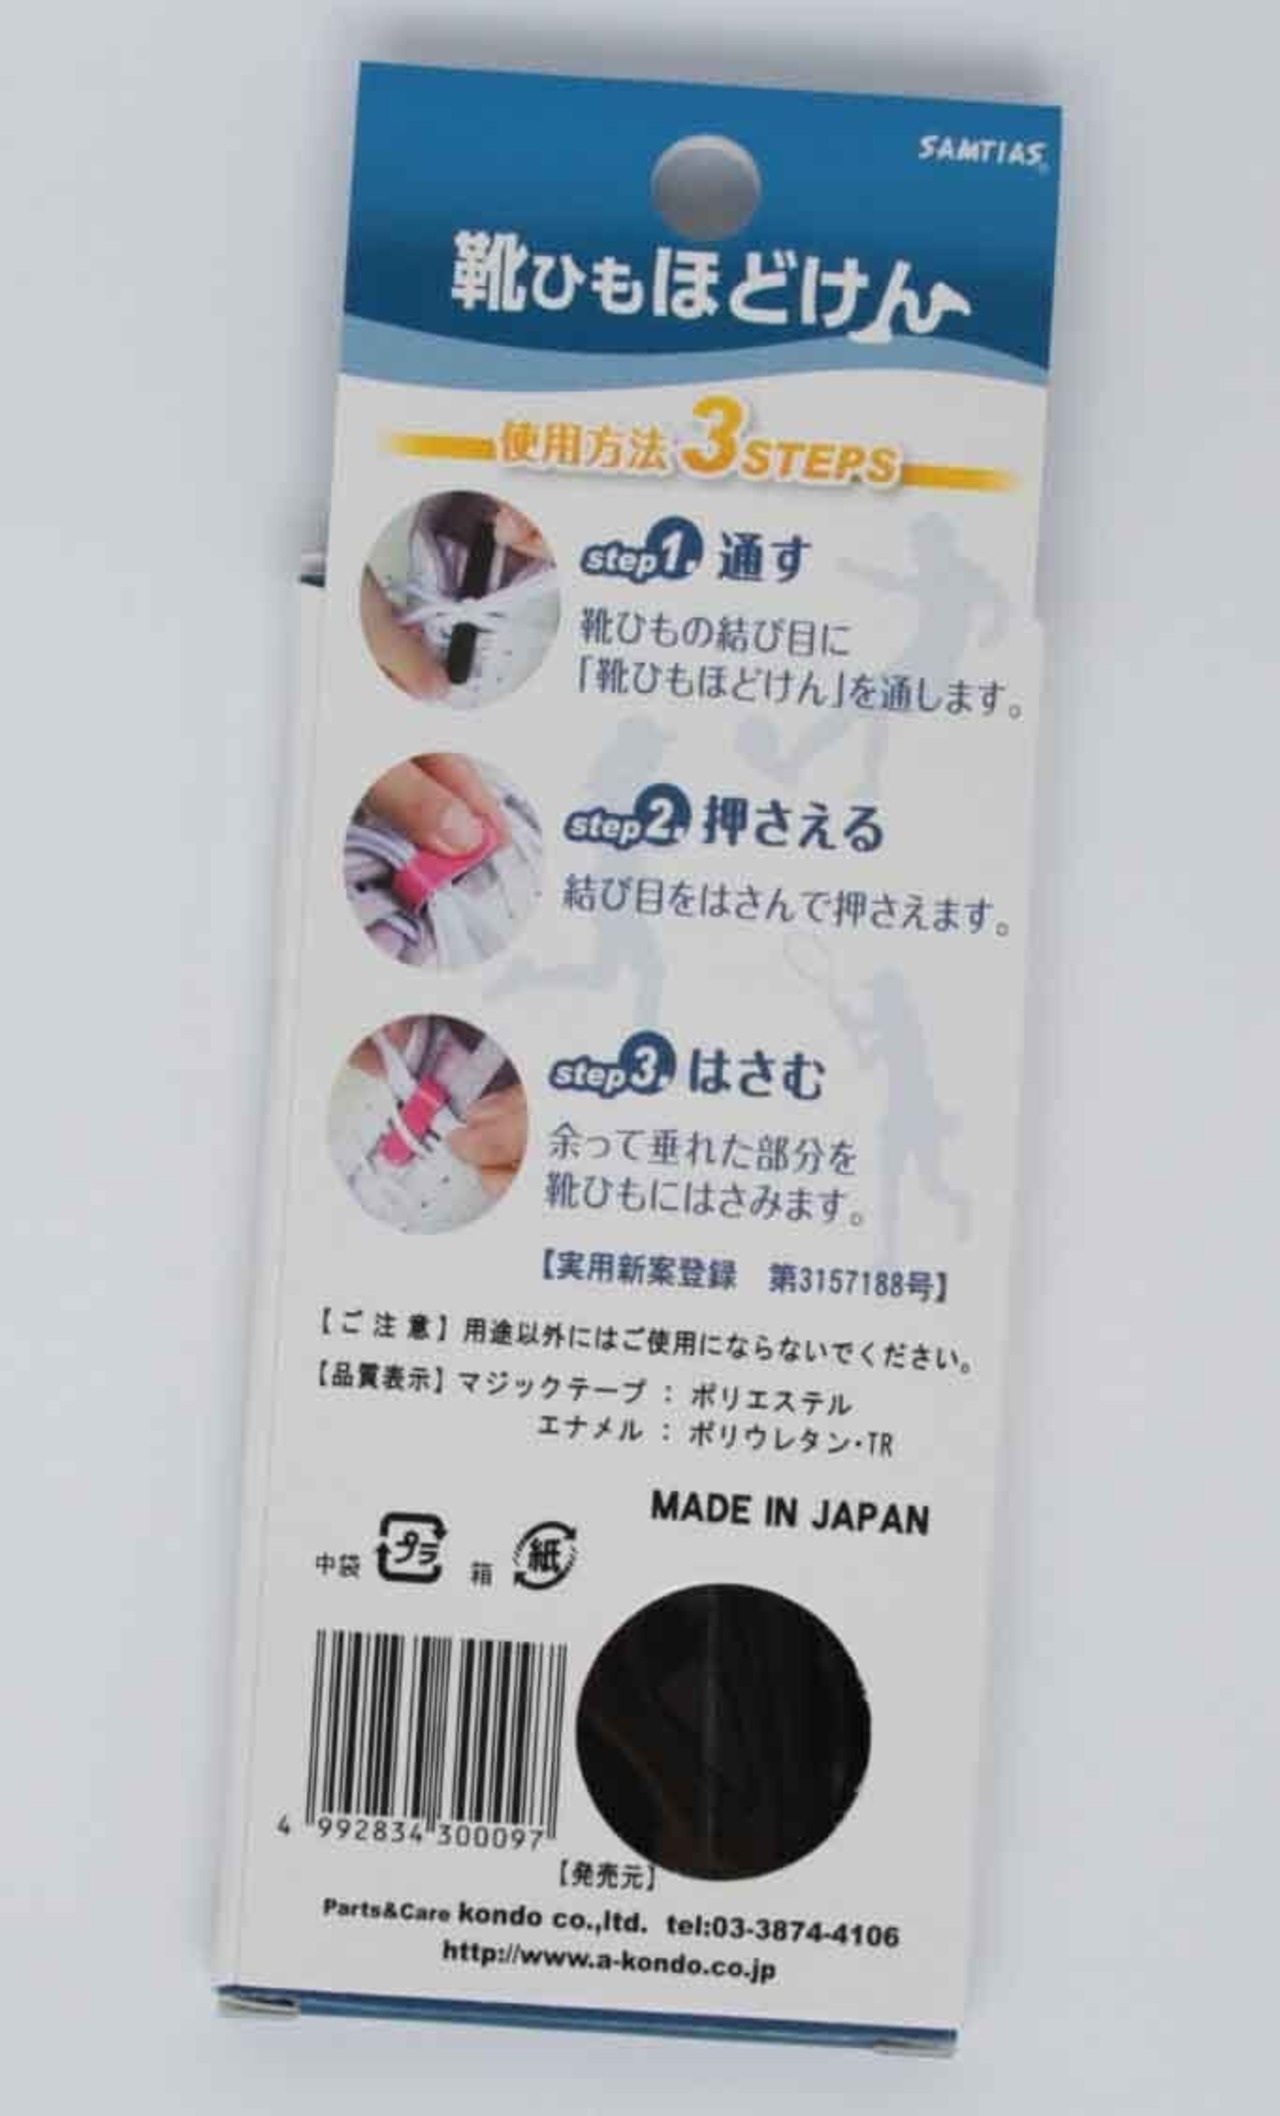 SAMTIAS
靴ひもほどけん
使用方法 3STEPS
step1. 通す
靴ひもの結び目に
「靴ひもほどけん」を通します。
step2. 押さえる
結び目をはさんで押さえます。
step3. はさむ
余って垂れた部分を
靴ひもにはさみます。
【実用新案登録　第3157188号】
【ご注意】用途以外にはご使用にならないでください。
【品質表示】マジックテープ : ポリエステル
エナメル : ポリウレタン・TR
MADE IN JAPAN
中袋 プラ 箱 紙
4 992834 300097
【発売元】
Parts&Care kondo co.,ltd. tel:03-3874-4106
http://www.a-kondo.co.jp